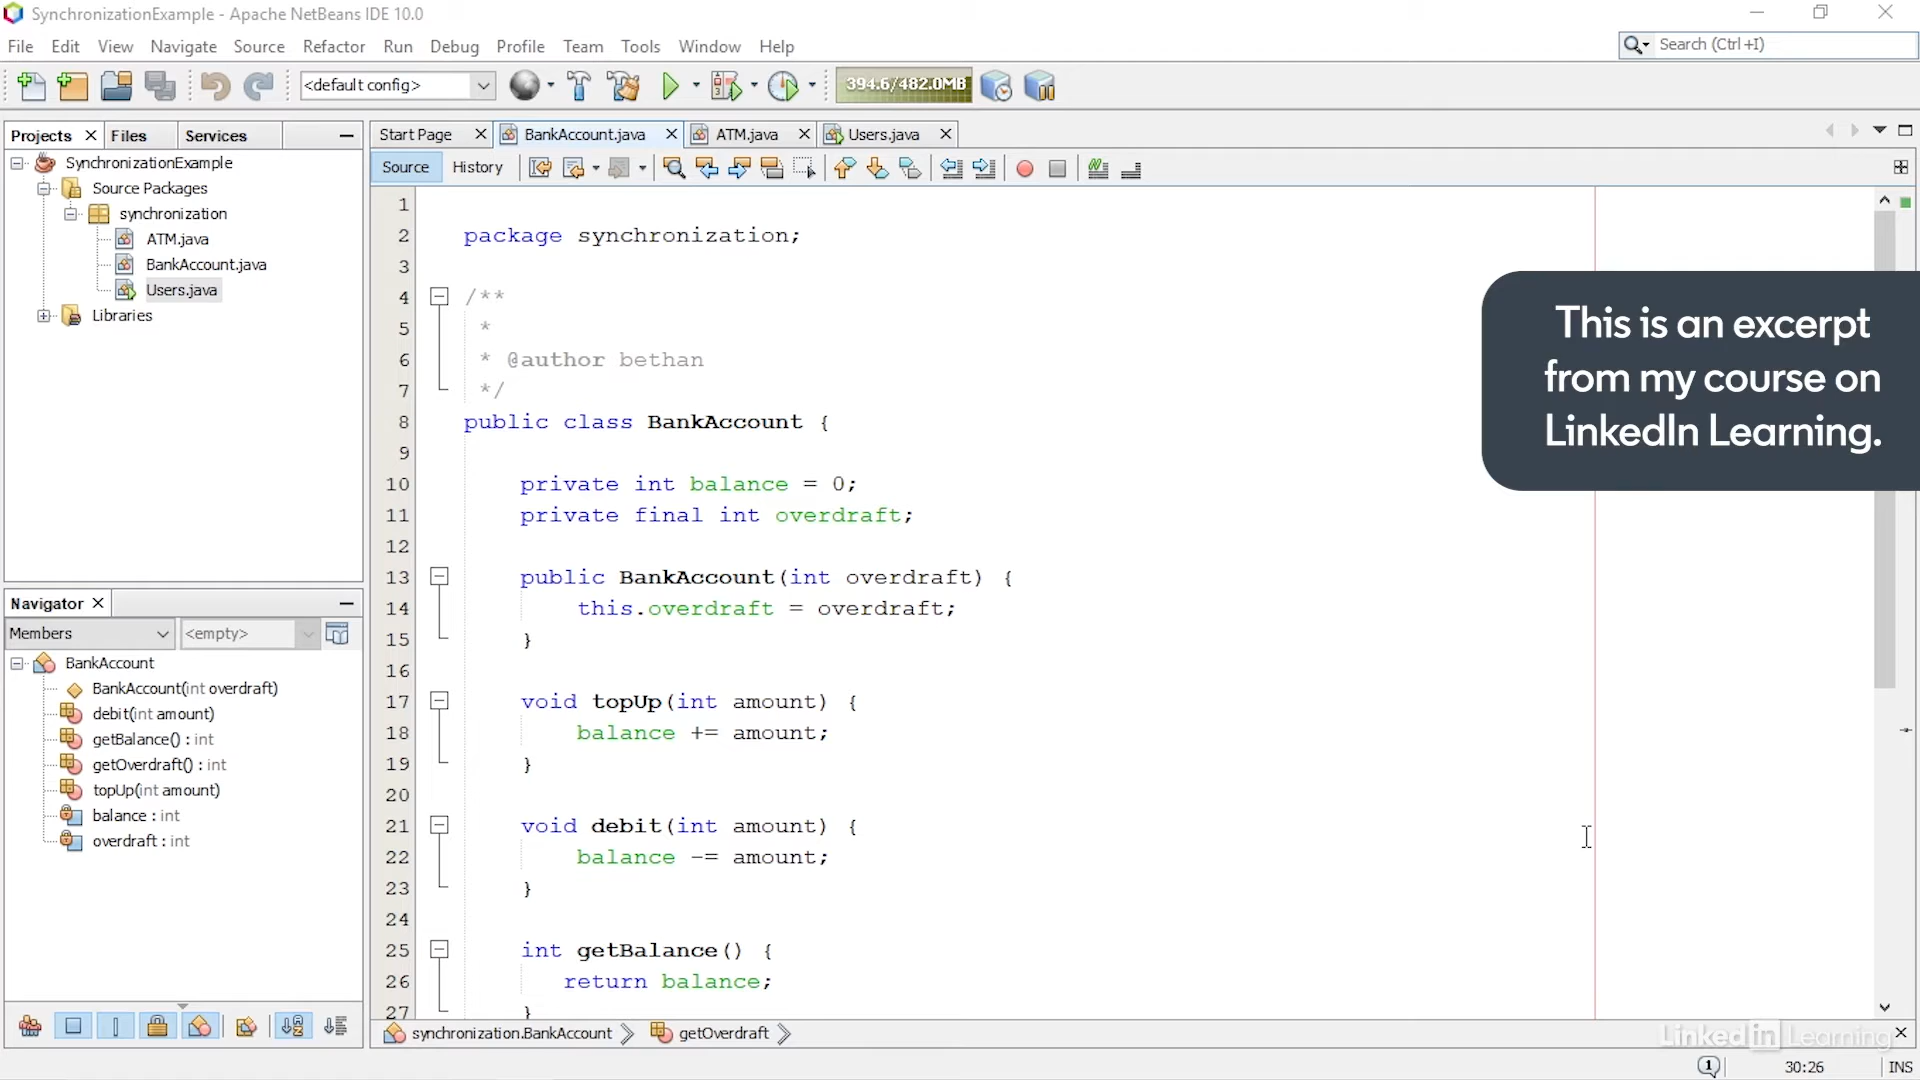 SynchronizationExample - Apache NetBeans IDE 10.0
File Edit View Navigate Source Refactor Run Debug Profile Team Tools Window Help
Search (Ctrl+I)
<default config>
394.6/482.0MB
Projects Files Services
SynchronizationExample
Source Packages
synchronization
ATM.java
BankAccount.java
Users.java
Libraries
Navigator
Members <empty>
BankAccount
BankAccount(int overdraft)
debit(int amount)
getBalance() : int
getOverdraft() : int
topUp(int amount)
balance : int
overdraft : int
Start Page BankAccount.java ATM.java Users.java
Source History
1
2 package synchronization;
3
4 /**
5 *
6 * @author bethan
7 */
8 public class BankAccount {
9
10 private int balance = 0;
11 private final int overdraft;
12
13 public BankAccount(int overdraft) {
14 this.overdraft = overdraft;
15 }
16
17 void topUp(int amount) {
18 balance += amount;
19 }
20
21 void debit(int amount) {
22 balance -= amount;
23 }
24
25 int getBalance() {
26 return balance;
27 }
This is an excerpt
from my course on
LinkedIn Learning.
synchronization.BankAccount getOverdraft
LinkedIn Learning
1 30:26 INS